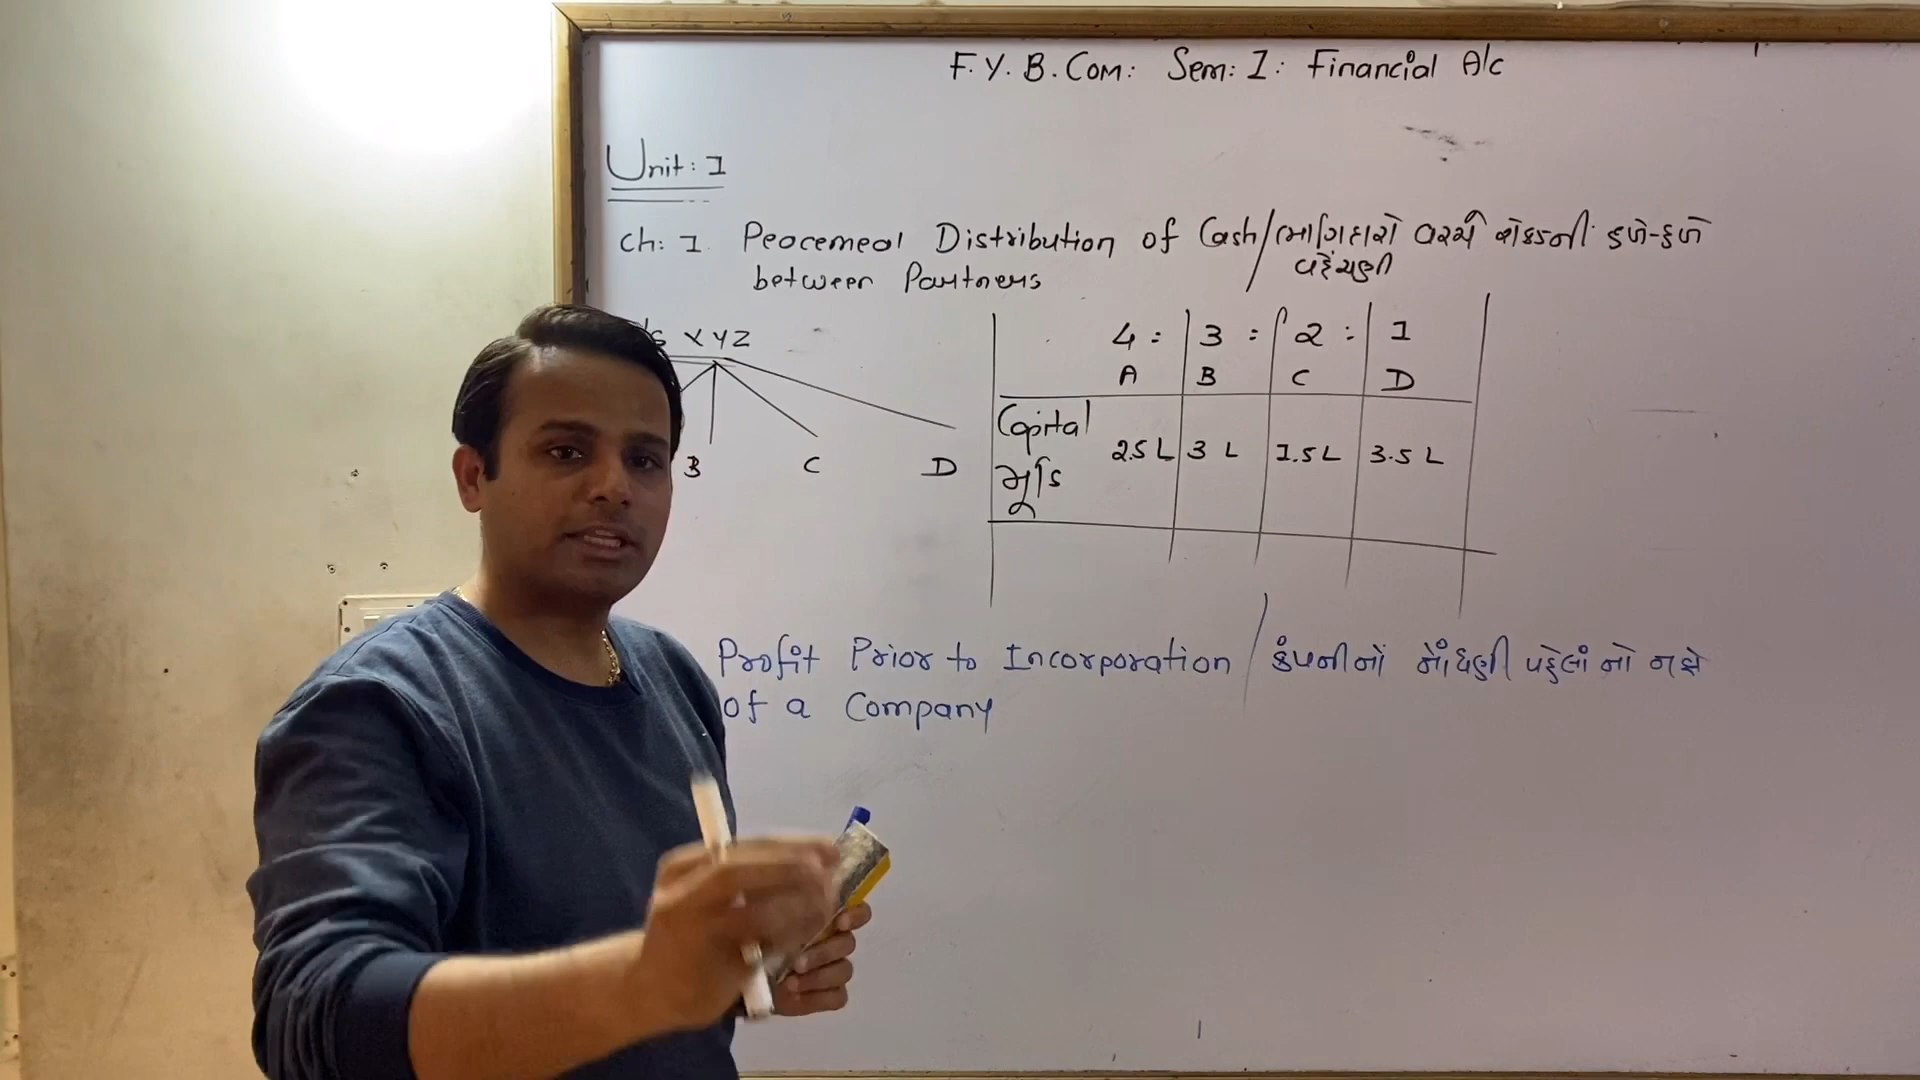 F.Y.B.Com: Sem: I: Financial A/c
Unit: I
Ch: 1 Peacemeal Distribution of Cash / ભાગિદારો વચ્ચે રોકડની હપ્તે-હપ્તે
between Partners વહેંચણી
XYZ
B C D
4 : 3 : 2 : 1
A B C D
Capital
મૂડિ 2.5 L 3 L 1.5 L 3.5 L
Profit Prior to Incorporation / કંપનીનો નોંધણી પહેલાં નો નફો
of a Company